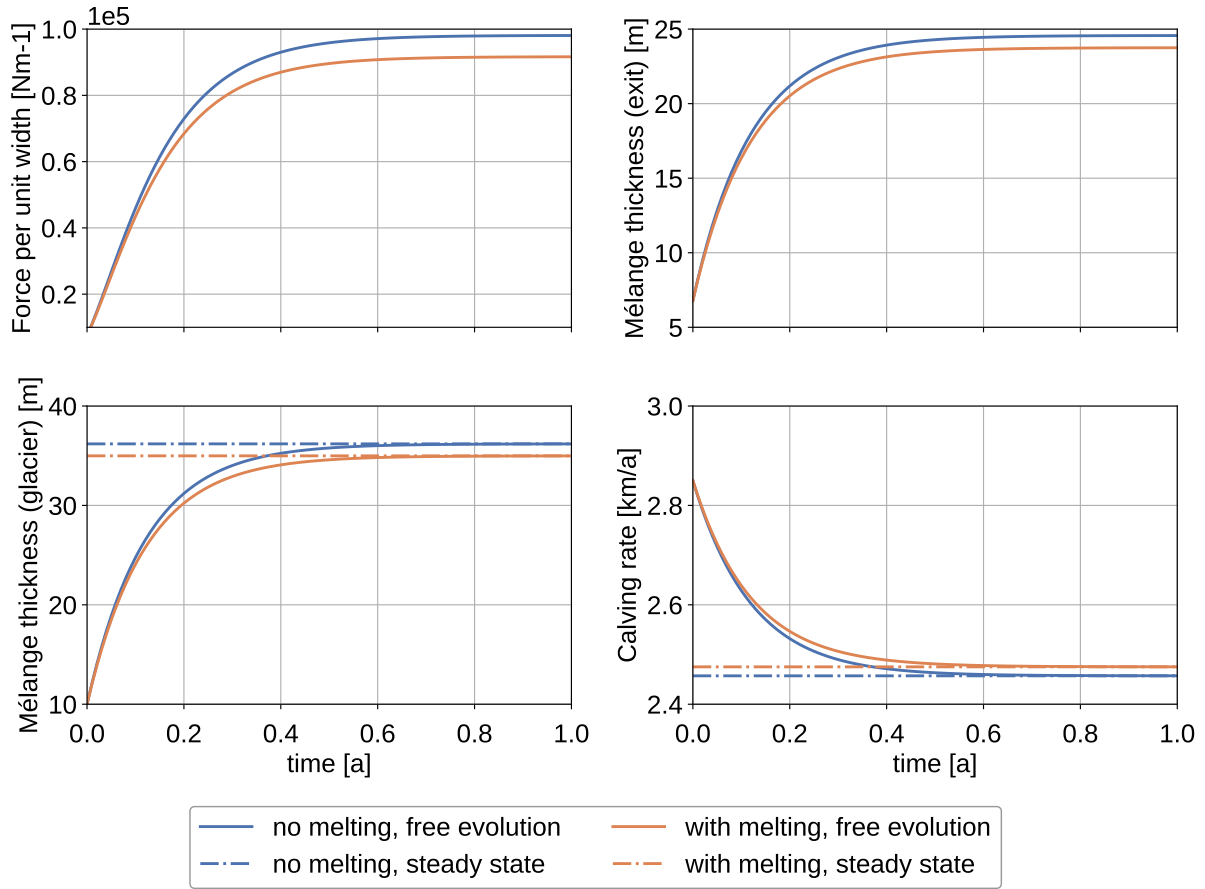 1e5
Force per unit width [Nm-1]
1.0
0.8
0.6
0.4
0.2
Mélange thickness (exit) [m]
25
20
15
10
5
Mélange thickness (glacier) [m]
40
30
20
10
0.0 0.2 0.4 0.6 0.8 1.0
time [a]
Calving rate [km/a]
3.0
2.8
2.6
2.4
0.0 0.2 0.4 0.6 0.8 1.0
time [a]
no melting, free evolution
with melting, free evolution
no melting, steady state
with melting, steady state